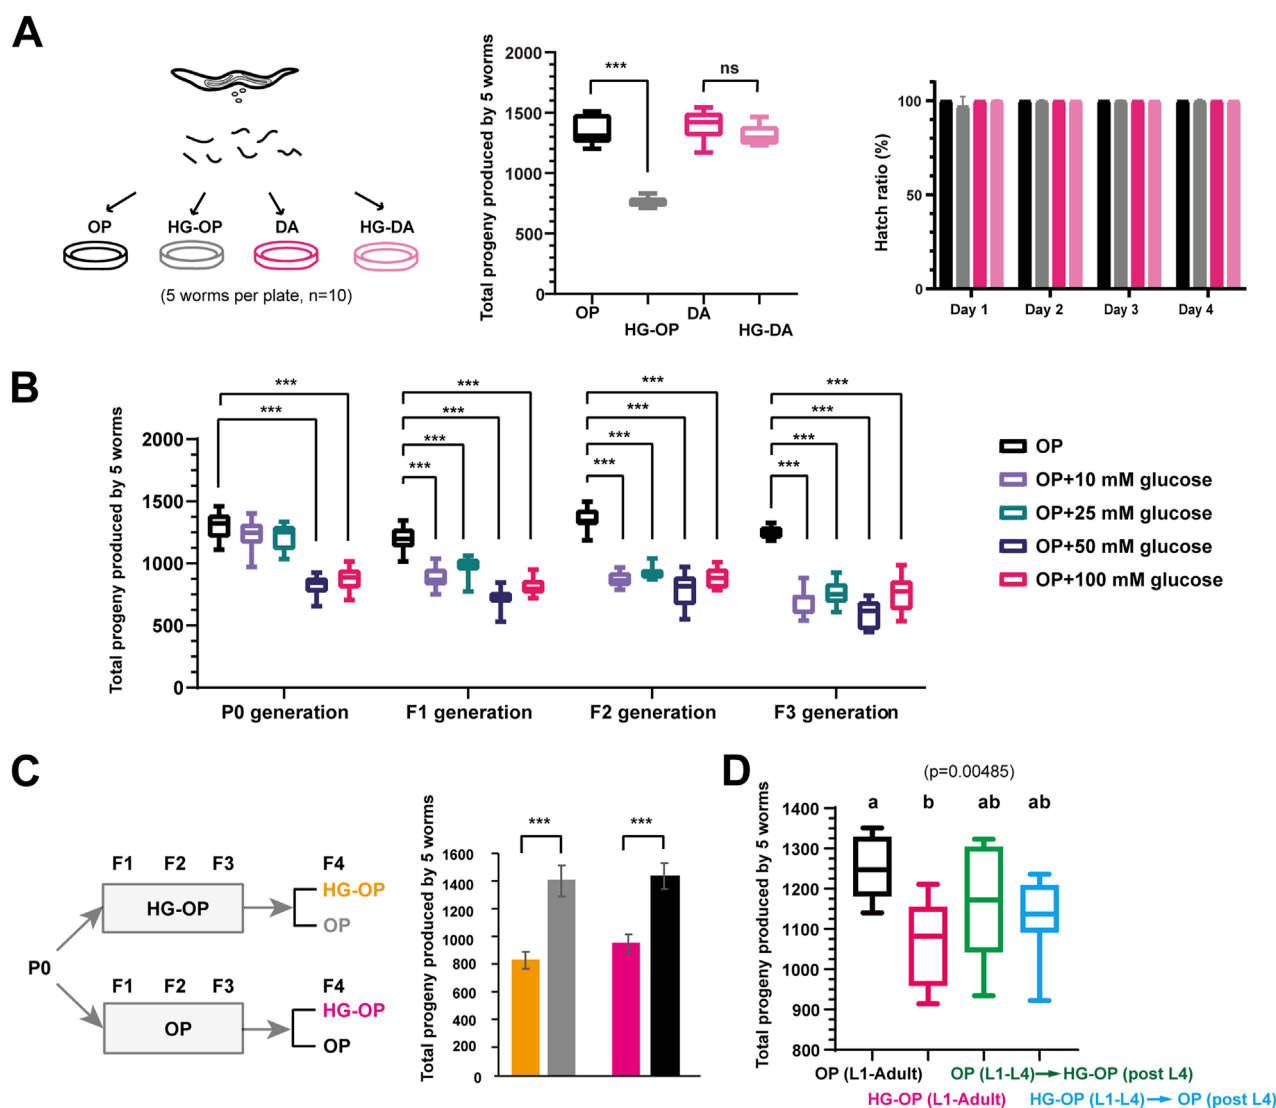 A
OP
HG-OP
DA
HG-DA
(5 worms per plate, n=10)
Total progeny produced by 5 worms
2000
1500
1000
500
0
***
ns
OP
HG-OP
DA
HG-DA
Hatch ratio (%)
100
50
0
Day 1
Day 2
Day 3
Day 4
B
Total progeny produced by 5 worms
2000
1500
1000
500
0
***
***
***
***
***
***
***
***
***
***
***
***
***
***
P0 generation
F1 generation
F2 generation
F3 generation
OP
OP+10 mM glucose
OP+25 mM glucose
OP+50 mM glucose
OP+100 mM glucose
C
P0
F1 F2 F3 F4
HG-OP
HG-OP
OP
F1 F2 F3 F4
OP
HG-OP
OP
Total progeny produced by 5 worms
1600
1400
1200
1000
800
600
400
200
0
***
***
D
(p=0.00485)
a b ab ab
Total progeny produced by 5 worms
1400
1300
1200
1100
1000
900
800
OP (L1-Adult)
HG-OP (L1-Adult)
OP (L1-L4)→HG-OP (post L4)
HG-OP (L1-L4)→OP (post L4)